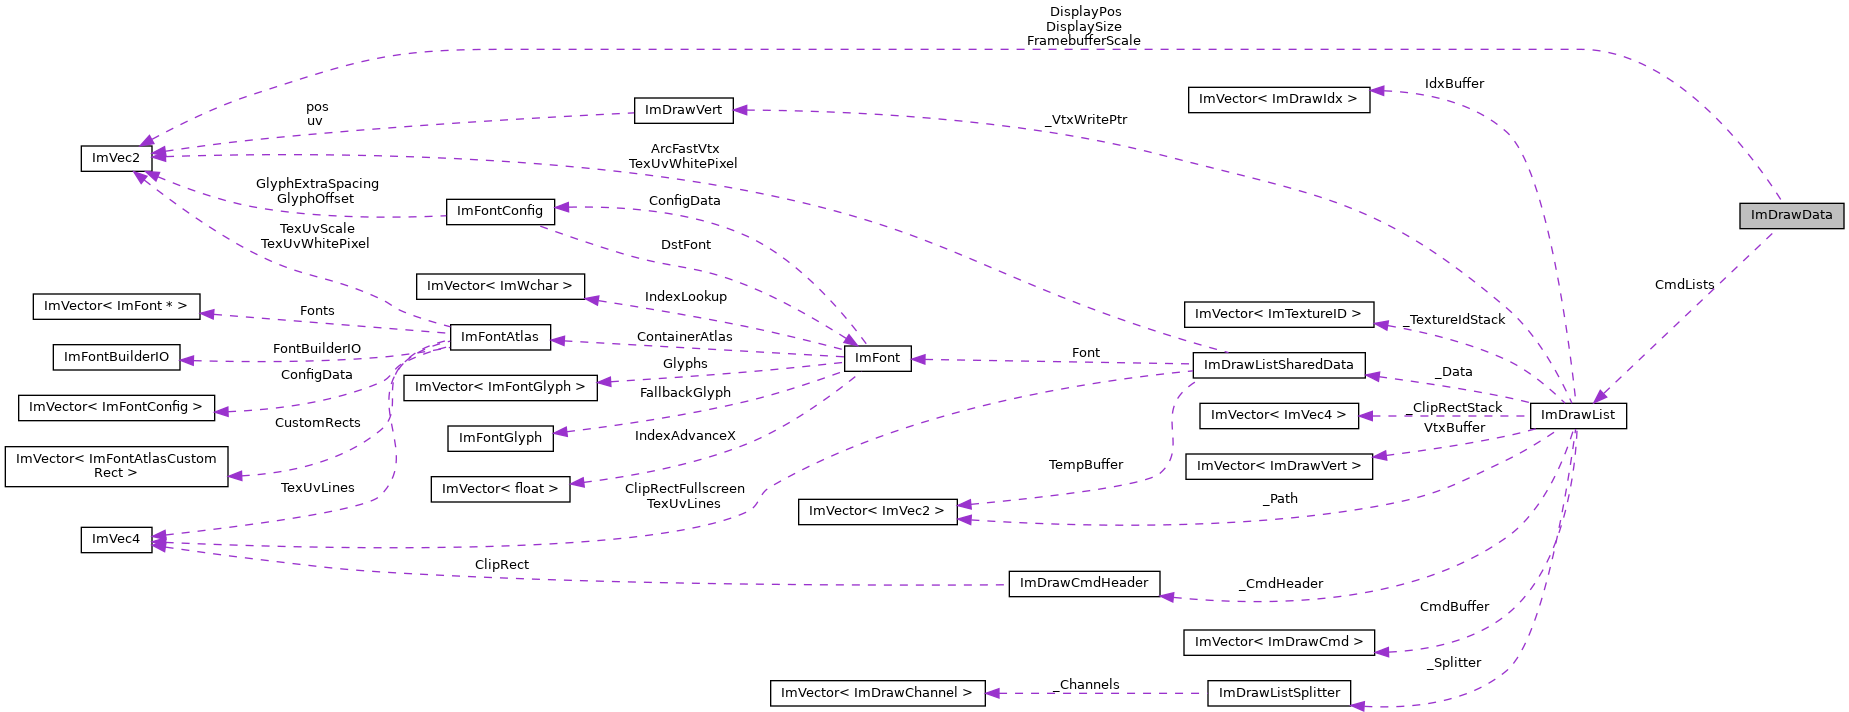 DisplayPos
DisplaySize
FramebufferScale
IdxBuffer
ImVector< ImDrawIdx >
ImDrawVert
pos
uv
_VtxWritePtr
ImVec2
ArcFastVtx
TexUvWhitePixel
GlyphExtraSpacing
GlyphOffset
ImFontConfig
ConfigData
ImDrawData
TexUvScale
TexUvWhitePixel
DstFont
ImVector< ImWchar >
IndexLookup
CmdLists
ImVector< ImFont * >
Fonts
ImFontAtlas
ContainerAtlas
ImVector< ImTextureID >
_TextureIdStack
ImFontBuilderIO
FontBuilderIO
ImFont
Font
ImDrawListSharedData
_Data
Glyphs
ConfigData
ImVector< ImFontGlyph >
FallbackGlyph
ImVector< ImFontConfig >
ImVector< ImVec4 >
_ClipRectStack
ImDrawList
CustomRects
ImFontGlyph
IndexAdvanceX
VtxBuffer
ImVector< ImFontAtlasCustom
Rect >
TempBuffer
ImVector< ImDrawVert >
TexUvLines
ImVector< float >
ClipRectFullscreen
TexUvLines
ImVector< ImVec2 >
_Path
ImVec4
ClipRect
ImDrawCmdHeader
_CmdHeader
CmdBuffer
ImVector< ImDrawCmd >
_Splitter
ImVector< ImDrawChannel >
_Channels
ImDrawListSplitter